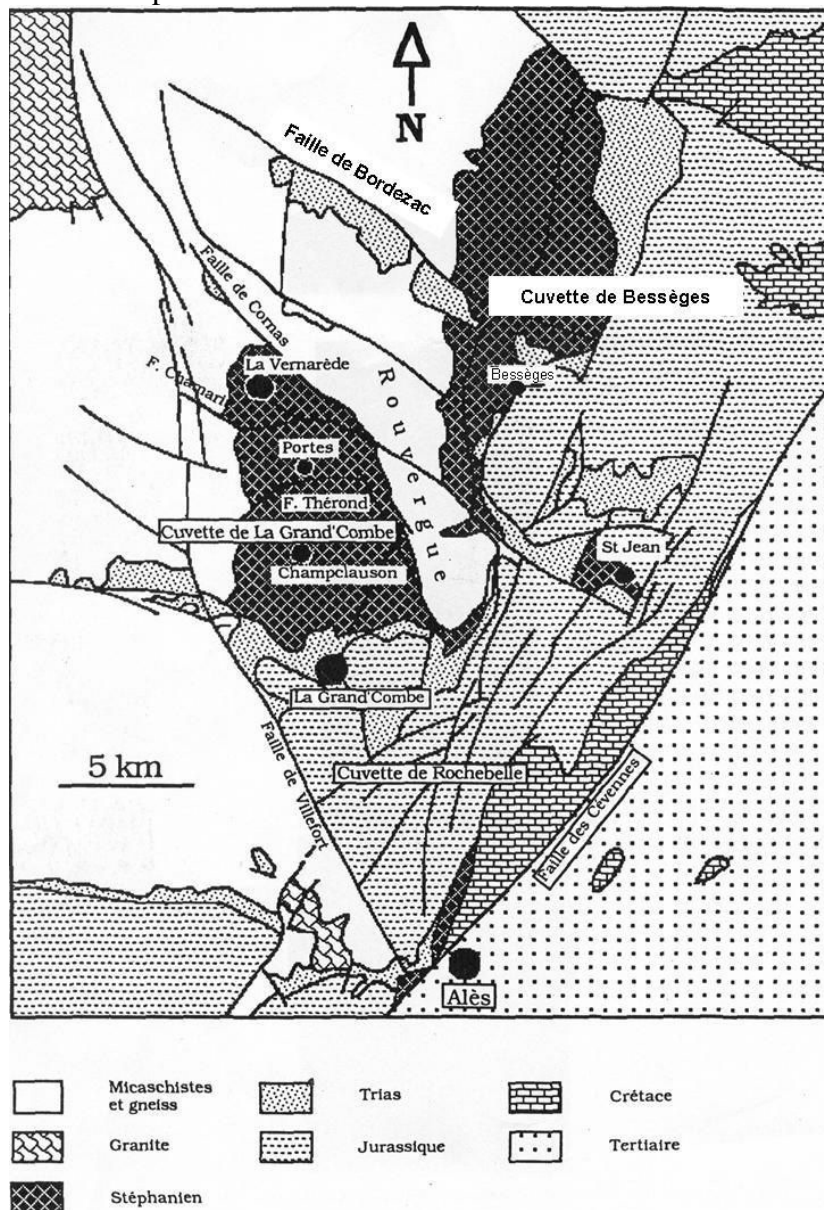 N
Faille de Bordezac
Faille de Cornas
Cuvette de Bessèges
La Vernarède
Bessèges
F. Chamari
Rouvergue
Portes
F. Thérond
Cuvette de La Grand'Combe
St Jean
Champclauson
La Grand'Combe
5 km
Cuvette de Rochebelle
Faille de Villefort
Faille des Cévennes
Alès
Micaschistes
et gneiss
Trias
Crétace
Granite
Jurassique
Tertiaire
Stéphanien